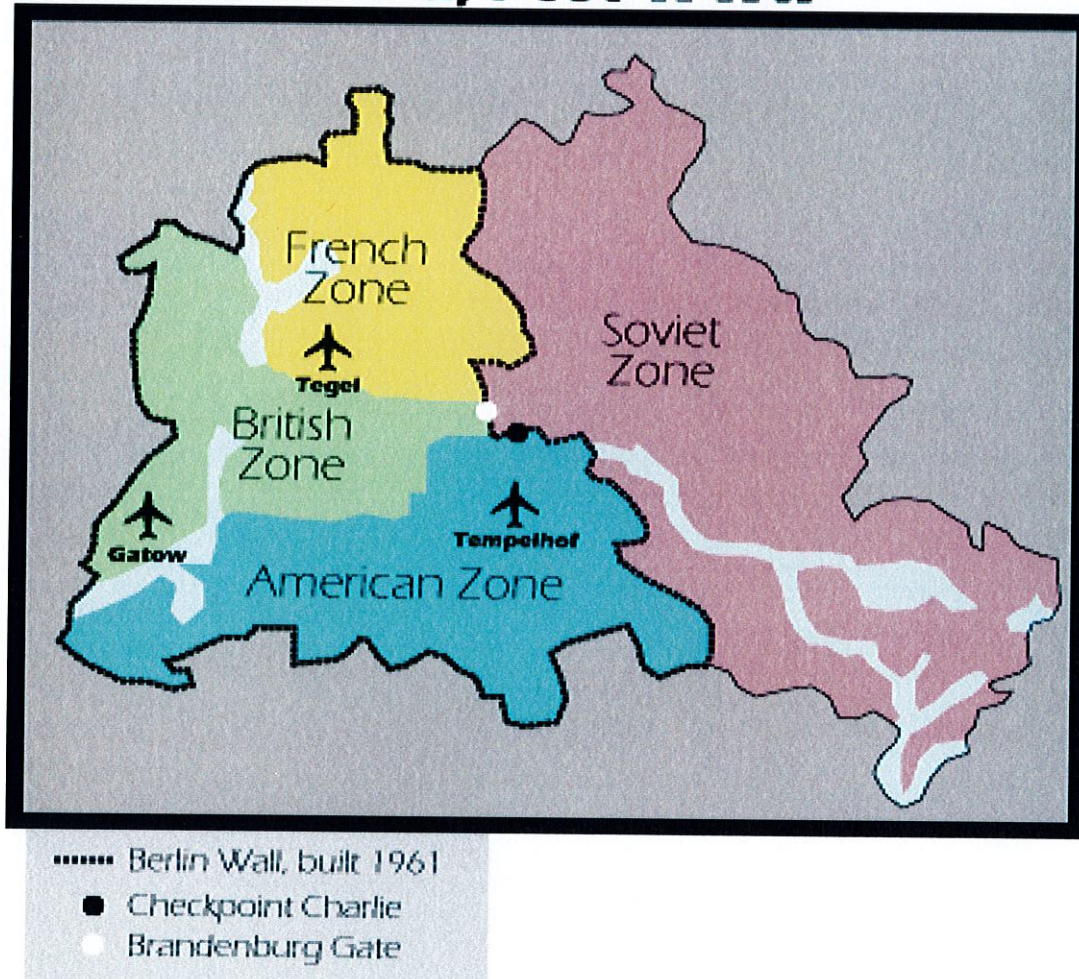 French
Zone
Soviet
Zone
Tegel
British
Zone
Gatow
Tempelhof
American Zone
Berlin Wall, built 1961
Checkpoint Charlie
Brandenburg Gate